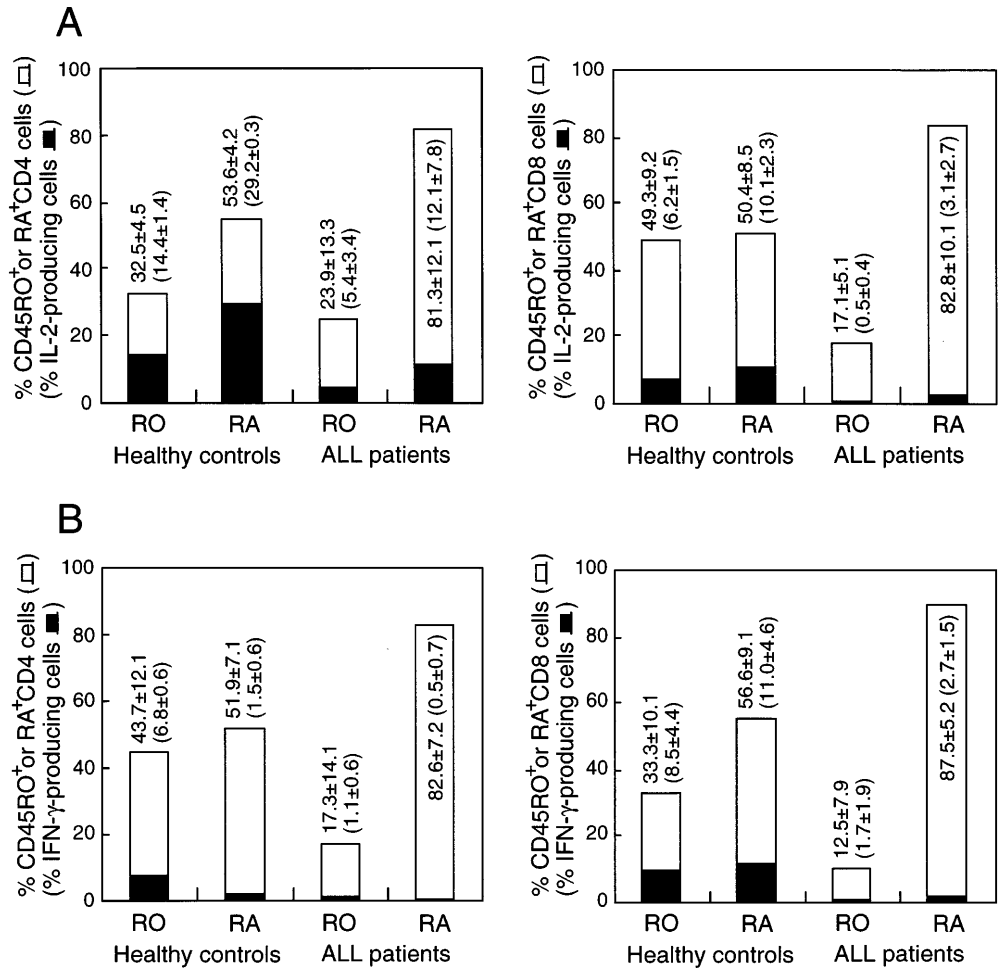 A
% CD45RO+or RA+CD4 cells (□)
(% IL-2-producing cells ■)
100
80
60
40
20
0
32.5±4.5
(14.4±1.4)
53.6±4.2
(29.2±0.3)
23.9±13.3
(5.4±3.4)
81.3±12.1 (12.1±7.8)
RO
RA
RO
RA
Healthy controls
ALL patients
% CD45RO+or RA+CD8 cells (□)
(% IL-2-producing cells ■)
100
80
60
40
20
0
49.3±9.2
(6.2±1.5)
50.4±8.5
(10.1±2.3)
17.1±5.1
(0.5±0.4)
82.8±10.1 (3.1±2.7)
RO
RA
RO
RA
Healthy controls
ALL patients
B
% CD45RO+or RA+CD4 cells (□)
(% IFN-γ-producing cells ■)
100
80
60
40
20
0
43.7±12.1
(6.8±0.6)
51.9±7.1
(1.5±0.6)
17.3±14.1
(1.1±0.6)
82.6±7.2 (0.5±0.7)
RO
RA
RO
RA
Healthy controls
ALL patients
% CD45RO+or RA+CD8 cells (□)
(% IFN-γ-producing cells ■)
100
80
60
40
20
0
33.3±10.1
(8.5±4.4)
56.6±9.1
(11.0±4.6)
12.5±7.9
(1.7±1.9)
87.5±5.2 (2.7±1.5)
RO
RA
RO
RA
Healthy controls
ALL patients